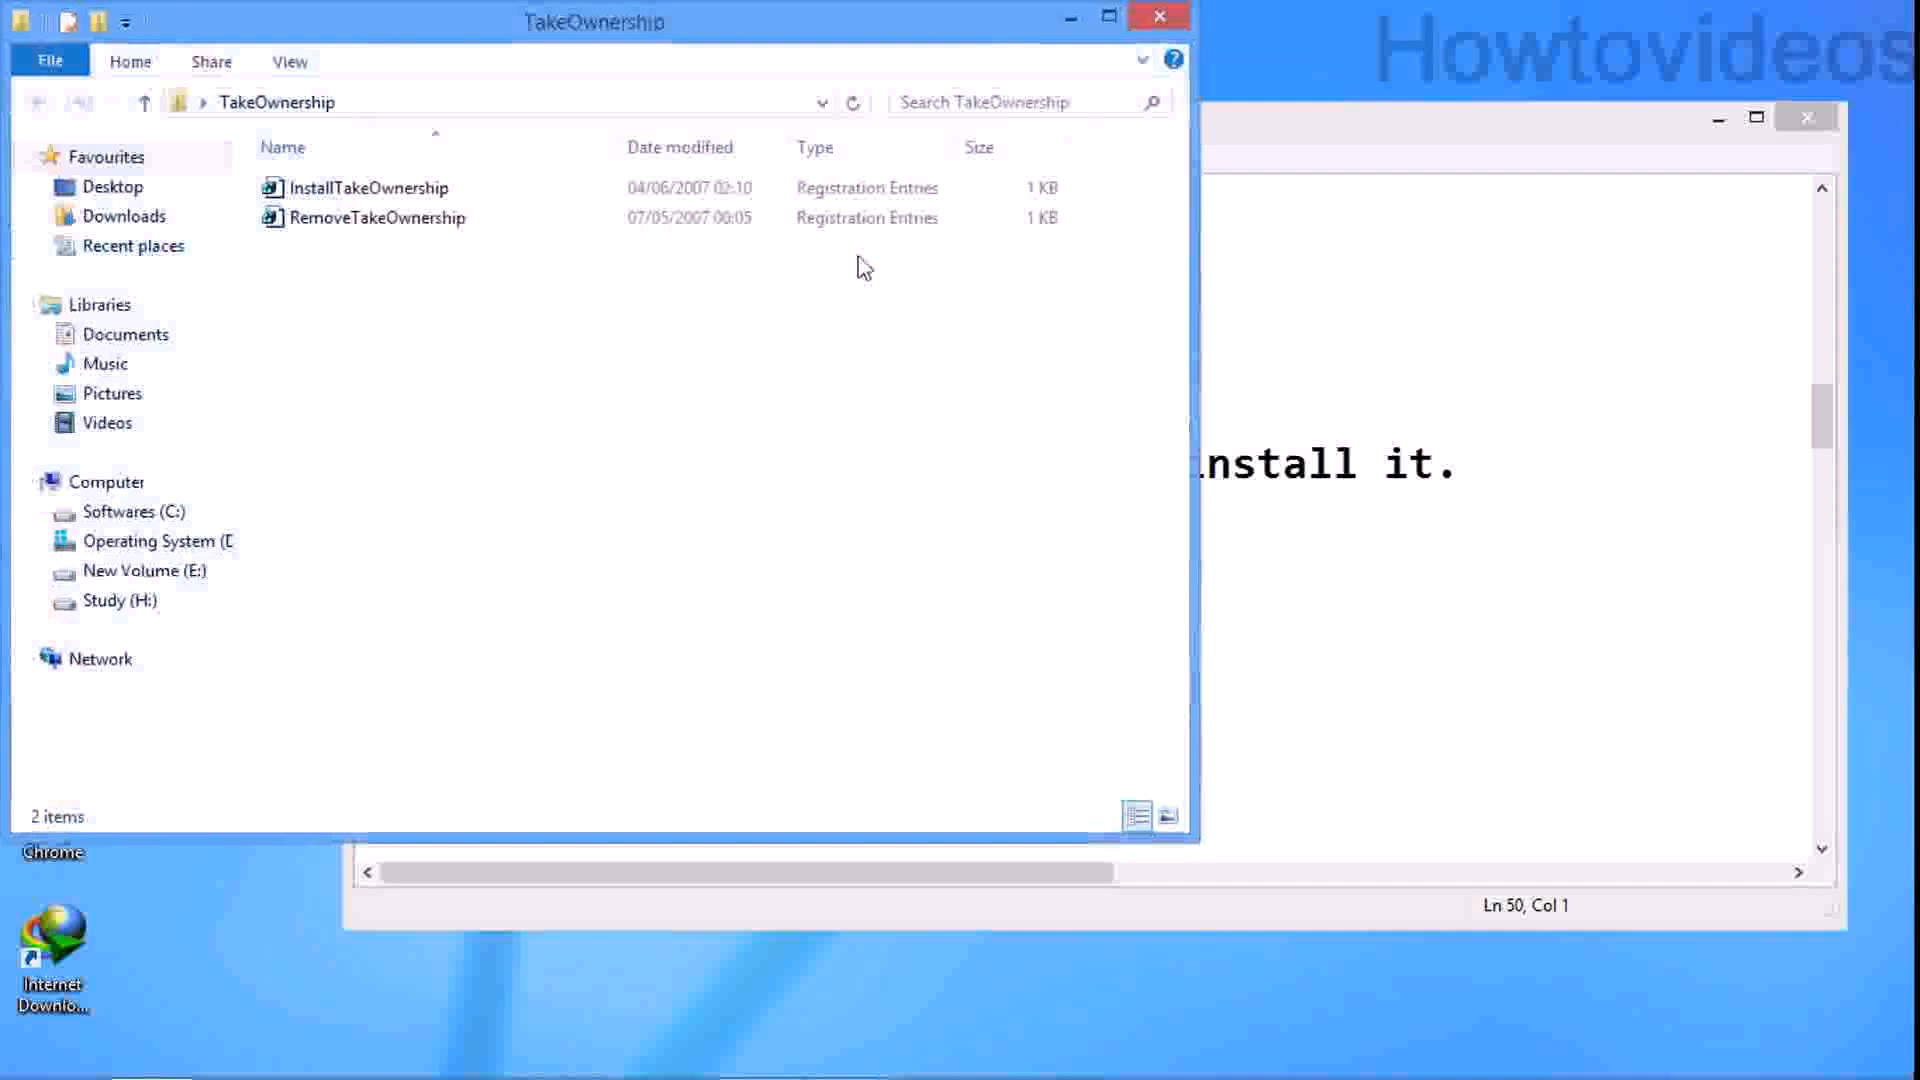 TakeOwnership
Howtovideos
File Home Share View
TakeOwnership
Search TakeOwnership
Name Date modified Type Size
Favourites
InstallTakeOwnership 04/06/2007 02:10 Registration Entries 1 KB
Desktop
RemoveTakeOwnership 07/05/2007 00:05 Registration Entries 1 KB
Downloads
Recent places
Libraries
Documents
Music
Pictures
Videos
install it.
Computer
Softwares (C:)
Operating System (D
New Volume (E:)
Study (H:)
Network
2 items
Chrome
Ln 50, Col 1
Internet
Downlo...